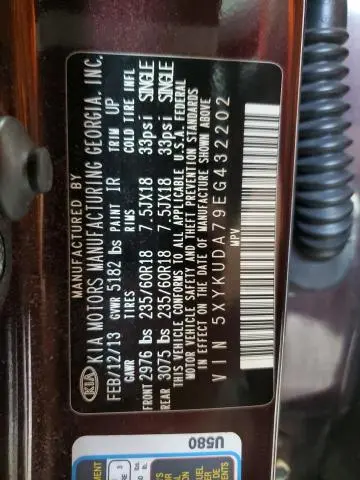 MANUFACTURED BY
KIA MOTORS MANUFACTURING GEORGIA. INC.
FEB/12/13 GVWR 5182 lbs PAINT IR TRIM UP
GAWR TIRES COLD TIRE INFL
FRONT 2976 lbs 235/60R18 7.5JX18 33psi SINGLE
REAR 3075 lbs 235/60R18 7.5JX18 33psi SINGLE
THIS VEHICLE CONFORMS TO ALL APPLICABLE U.S.A. FEDERAL
MOTOR VEHICLE SAFETY AND THEFT PREVENTION STANDARDS
IN EFFECT ON THE DATE OF MANUFACTURE SHOWN ABOVE
VIN 5XYKUDA79EG432202
MPV
KIA
U580